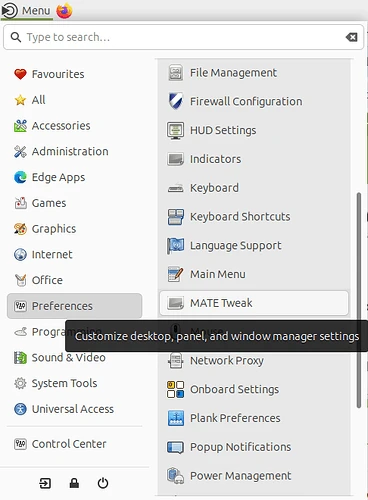 Menu
Type to search...
Favourites
All
Accessories
Administration
Edge Apps
Games
Graphics
Internet
Office
Preferences
Programming
Sound & Video
System Tools
Universal Access
Control Center
File Management
Firewall Configuration
HUD Settings
Indicators
Keyboard
Keyboard Shortcuts
Language Support
Main Menu
MATE Tweak
Customize desktop, panel, and window manager settings
Mouse
Network Proxy
Onboard Settings
Plank Preferences
Popup Notifications
Power Management